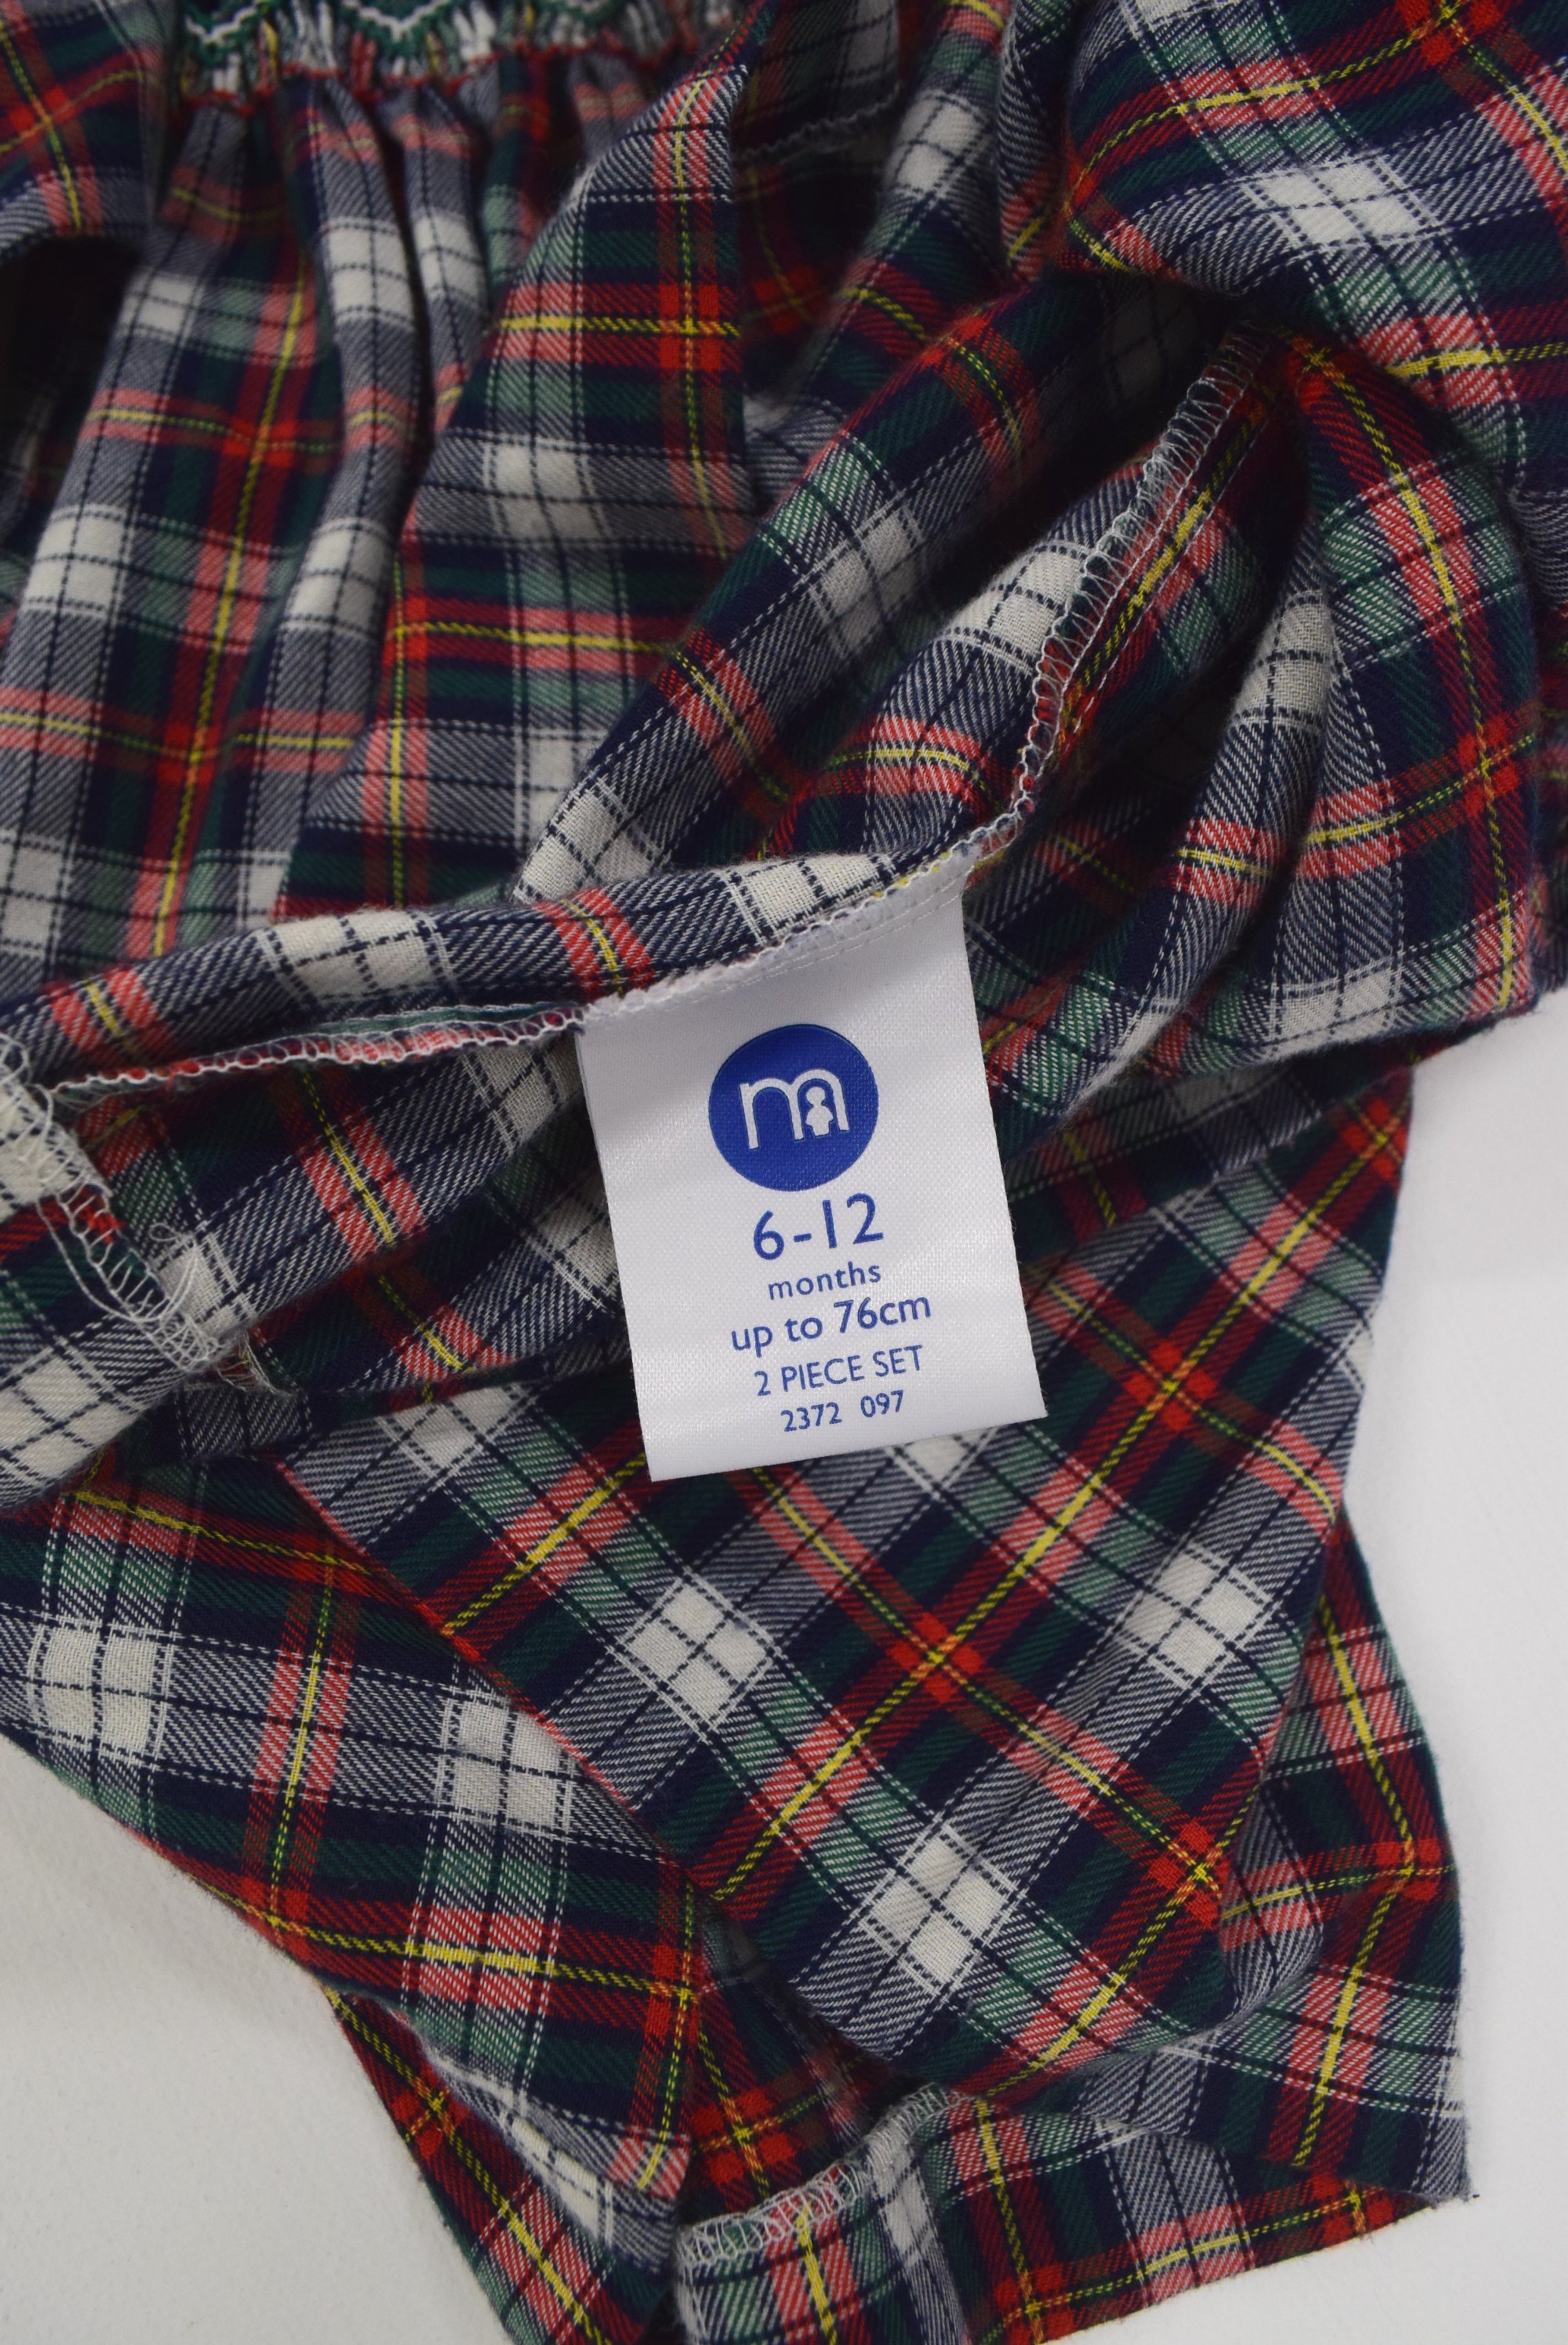 m
6-12
months
up to 76cm
2 PIECE SET
2372 097